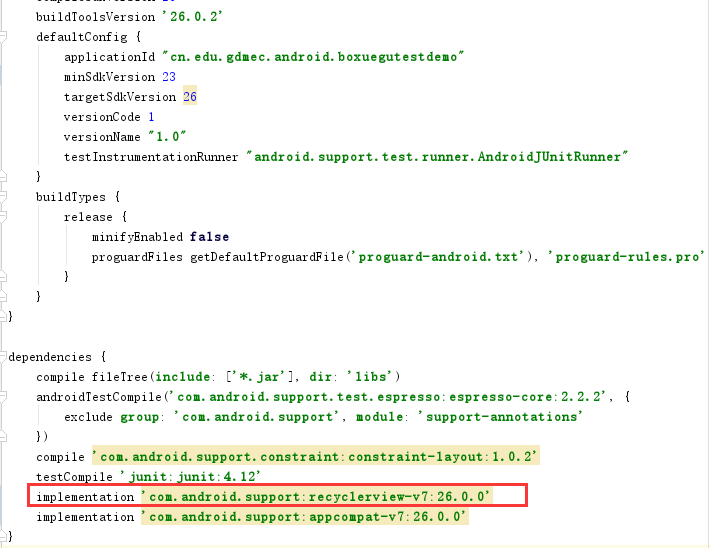 buildToolsVersion '26.0.2'
defaultConfig {
applicationId "cn.edu.gdmec.android.boxuegutestdemo"
minSdkVersion 23
targetSdkVersion 26
versionCode 1
versionName "1.0"
testInstrumentationRunner "android.support.test.runner.AndroidJUnitRunner"
}
buildTypes {
release {
minifyEnabled false
proguardFiles getDefaultProguardFile('proguard-android.txt'), 'proguard-rules.pro'
}
}
}
dependencies {
compile fileTree(include: ['*.jar'], dir: 'libs')
androidTestCompile('com.android.support.test.espresso:espresso-core:2.2.2', {
exclude group: 'com.android.support', module: 'support-annotations'
})
compile 'com.android.support.constraint:constraint-layout:1.0.2'
testCompile 'junit:junit:4.12'
implementation 'com.android.support:recyclerview-v7:26.0.0'
implementation 'com.android.support:appcompat-v7:26.0.0'
}